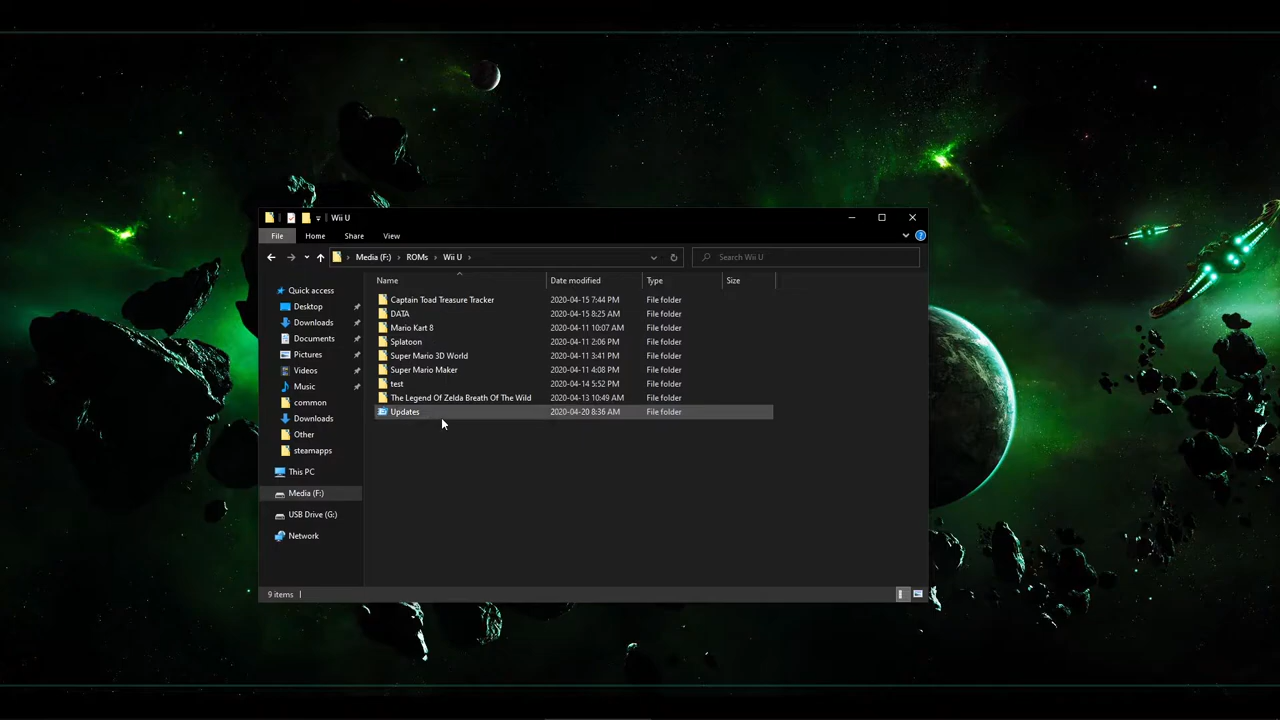 Wii U
File Home Share View
Media (F:) ROMs Wii U Search Wii U
Name Date modified Type Size
Quick access
Desktop
Downloads
Documents
Pictures
Videos
Music
common
Downloads
Other
steamapps
This PC
Media (F:)
USB Drive (G:)
Network
Captain Toad Treasure Tracker 2020-04-15 7:44 PM File folder
DATA 2020-04-15 8:25 AM File folder
Mario Kart 8 2020-04-11 10:07 AM File folder
Splatoon 2020-04-11 2:06 PM File folder
Super Mario 3D World 2020-04-11 3:41 PM File folder
Super Mario Maker 2020-04-11 4:08 PM File folder
test 2020-04-14 5:52 PM File folder
The Legend Of Zelda Breath Of The Wild 2020-04-13 10:49 AM File folder
Updates 2020-04-20 8:36 AM File folder
9 items